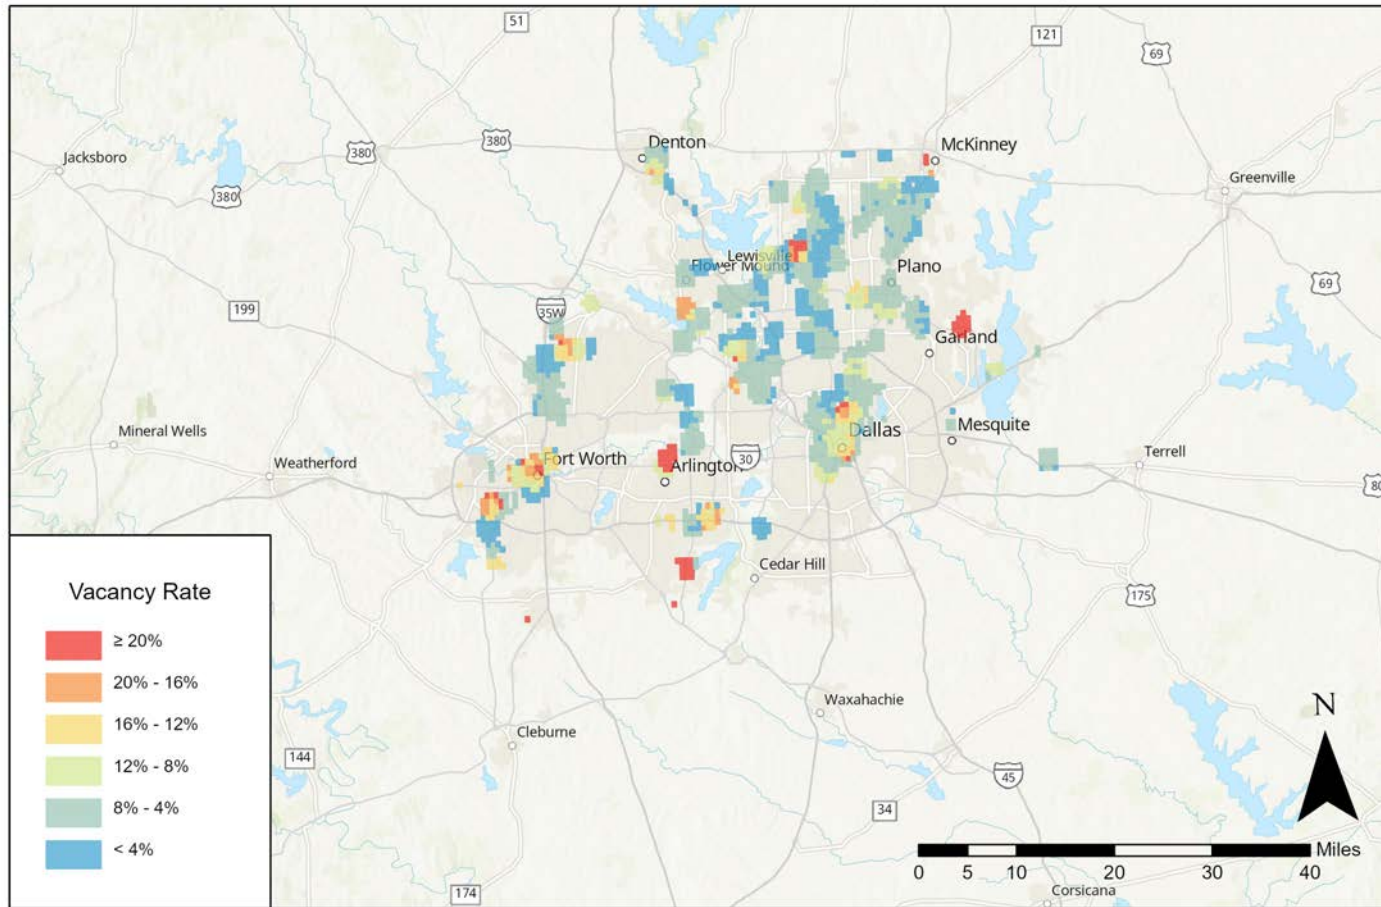 51
121
69
Denton
McKinney
380
380
Jacksboro
380
Greenville
Lewisville
Flower Mound
Plano
69
199
35W
Garland
Mineral Wells
Dallas
Mesquite
Fort Worth
30
Terrell
Weatherford
Arlington
80
Cedar Hill
175
Vacancy Rate
≥ 20%
20% - 16%
16% - 12%
12% - 8%
8% - 4%
< 4%
Waxahachie
N
Cleburne
144
45
34
Miles
0 5 10 20 30 40
174
Corsicana